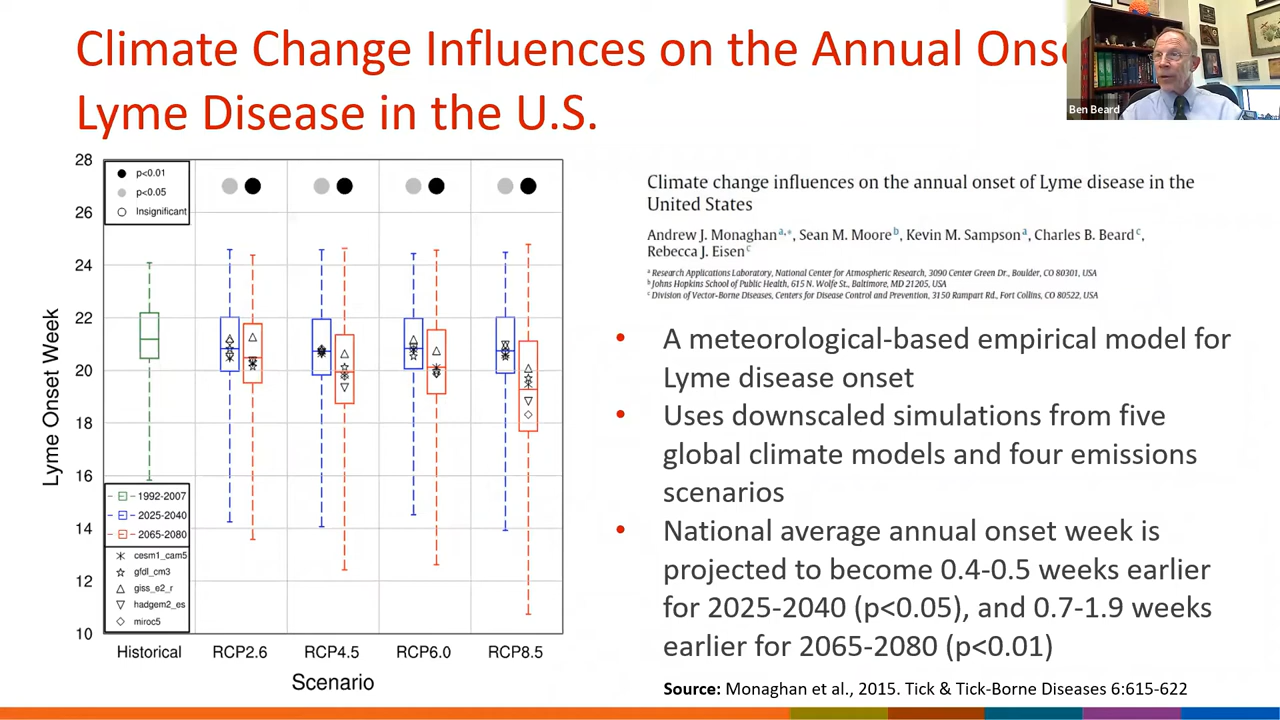 Climate Change Influences on the Annual Ons
Lyme Disease in the U.S.
Ben Beard
28
26
24
22
20
18
16
14
12
10
Lyme Onset Week
p<0.01
p<0.05
Insignificant
1992-2007
2025-2040
2065-2080
cesm1_cam5
gfdl_cm3
giss_e2_r
hadgem2_es
miroc5
Historical
RCP2.6
RCP4.5
RCP6.0
RCP8.5
Scenario
Climate change influences on the annual onset of Lyme disease in the
United States
Andrew J. Monaghan a,*, Sean M. Moore b, Kevin M. Sampson a, Charles B. Beard c,
Rebecca J. Eisen c
a Research Applications Laboratory, National Center for Atmospheric Research, 3090 Center Green Dr., Boulder, CO 80301, USA
b Johns Hopkins School of Public Health, 615 N. Wolfe St., Baltimore, MD 21205, USA
c Division of Vector-Borne Diseases, Centers for Disease Control and Prevention, 3150 Rampart Rd., Fort Collins, CO 80522, USA
• A meteorological-based empirical model for
Lyme disease onset
• Uses downscaled simulations from five
global climate models and four emissions
scenarios
• National average annual onset week is
projected to become 0.4-0.5 weeks earlier
for 2025-2040 (p<0.05), and 0.7-1.9 weeks
earlier for 2065-2080 (p<0.01)
Source: Monaghan et al., 2015. Tick & Tick-Borne Diseases 6:615-622